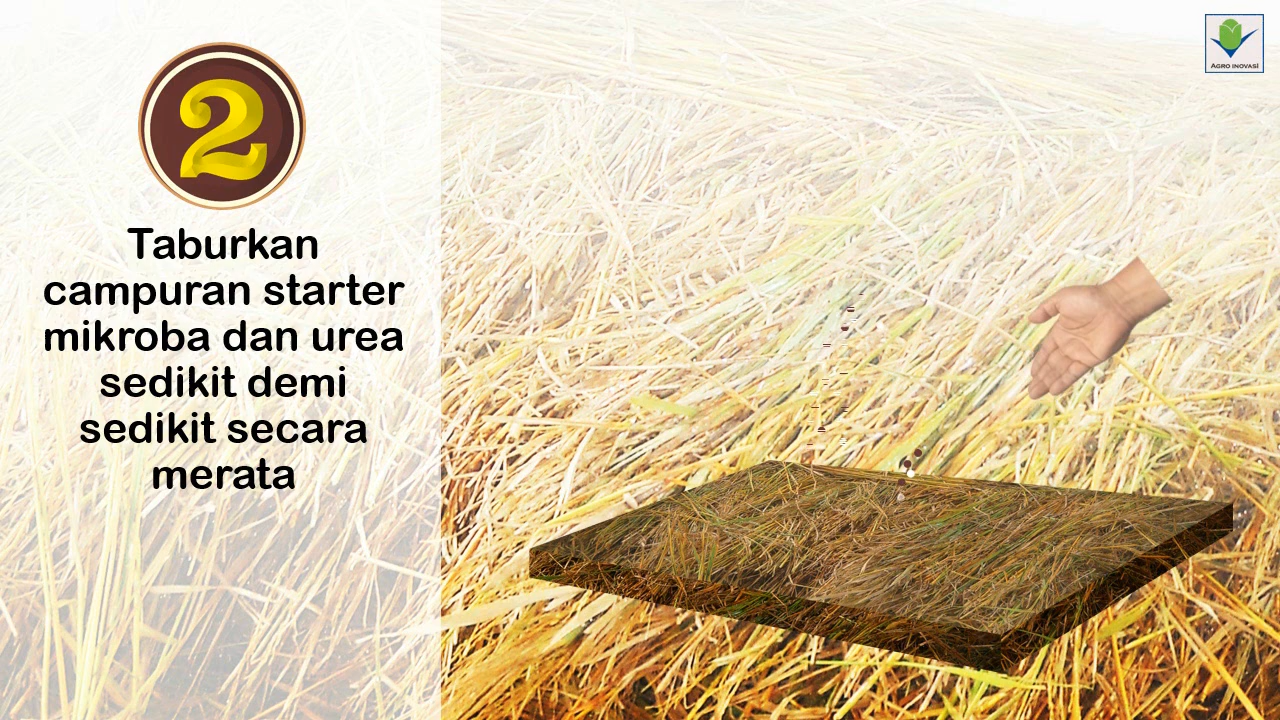 2
Taburkan
campuran starter
mikroba dan urea
sedikit demi
sedikit secara
merata
AGRO INOVASI